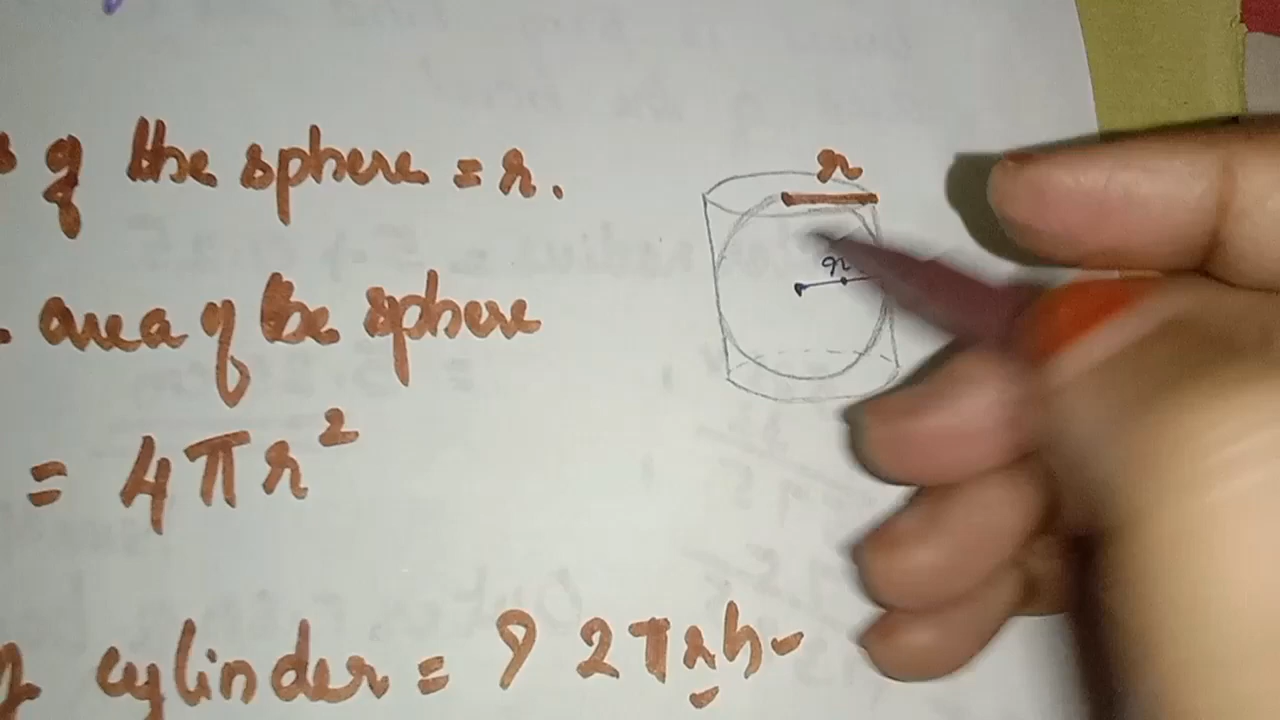 of the sphere = r.
r
r
area of the sphere
= 4πr²
cylinder = ? 2πrh